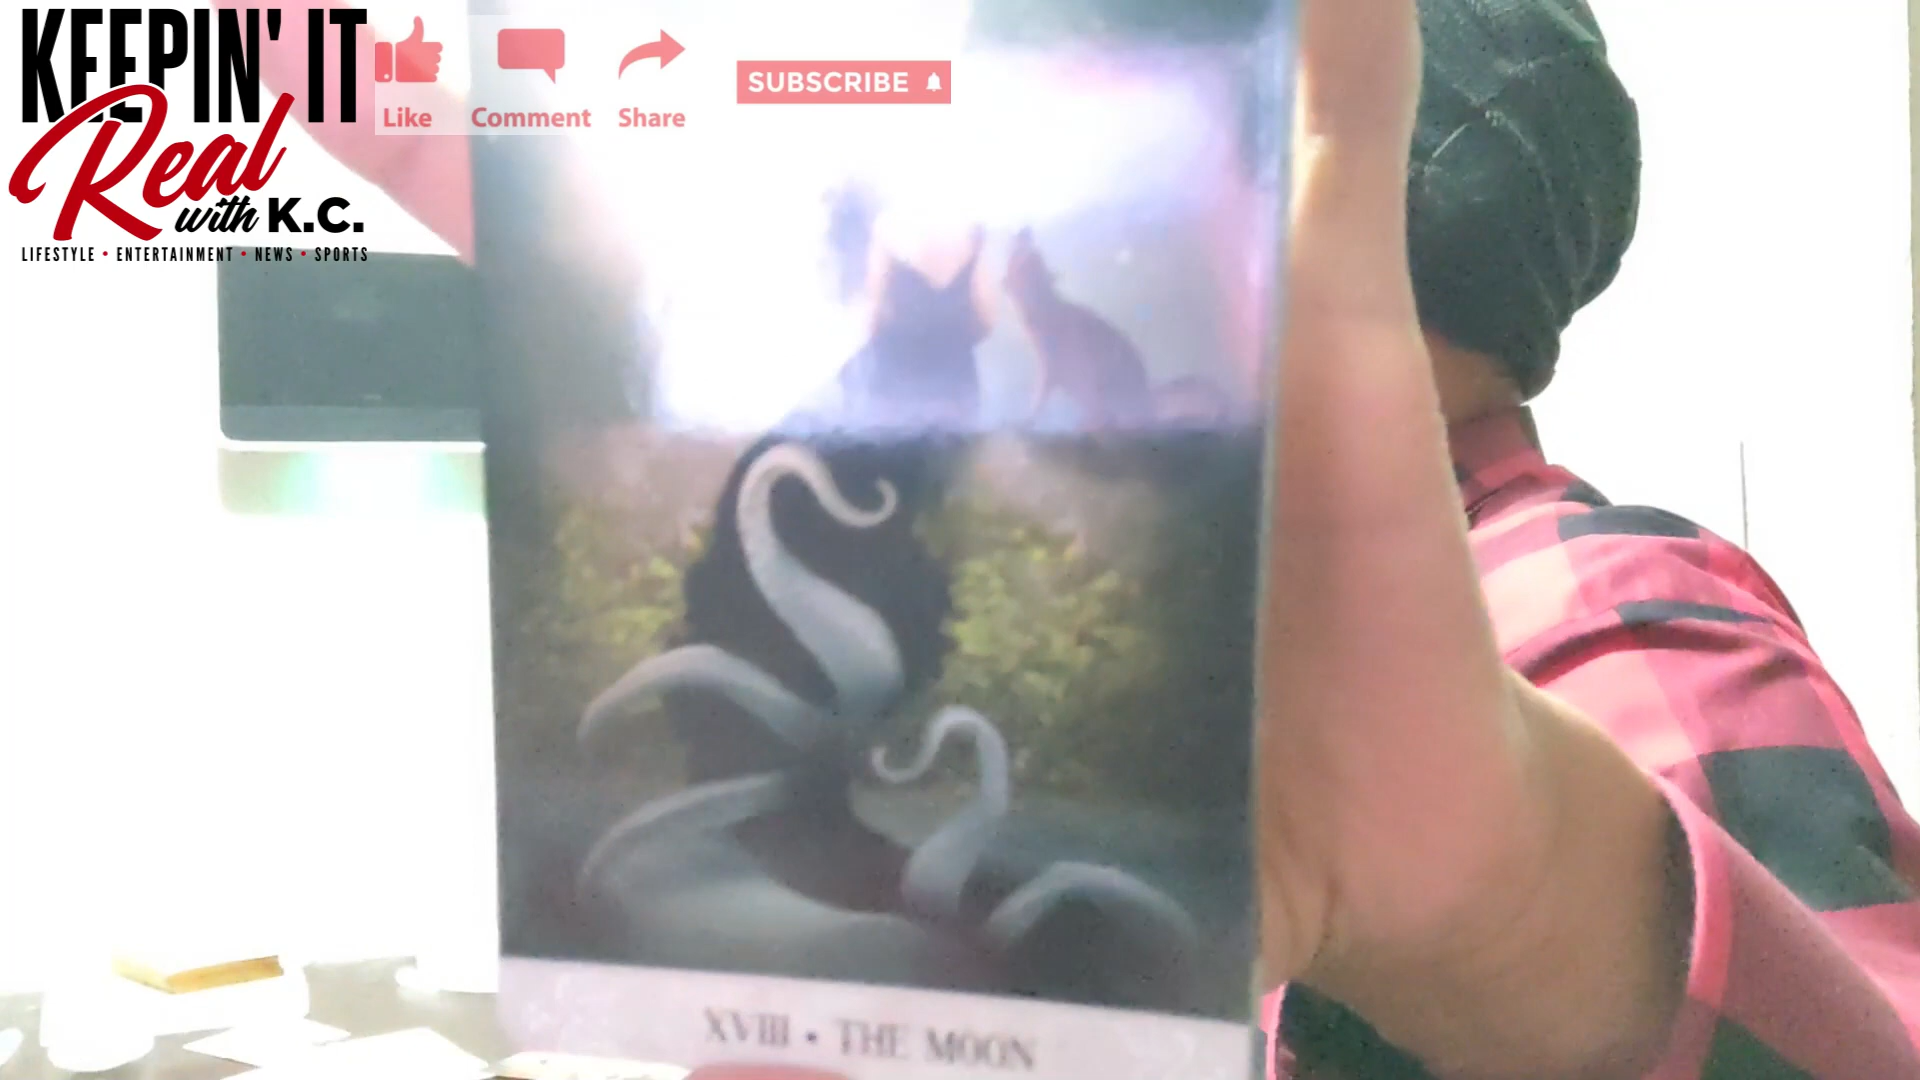 KEEPIN' IT
Real
with K.C.
LIFESTYLE • ENTERTAINMENT • NEWS • SPORTS
Like Comment Share
SUBSCRIBE
XVIII • THE MOON